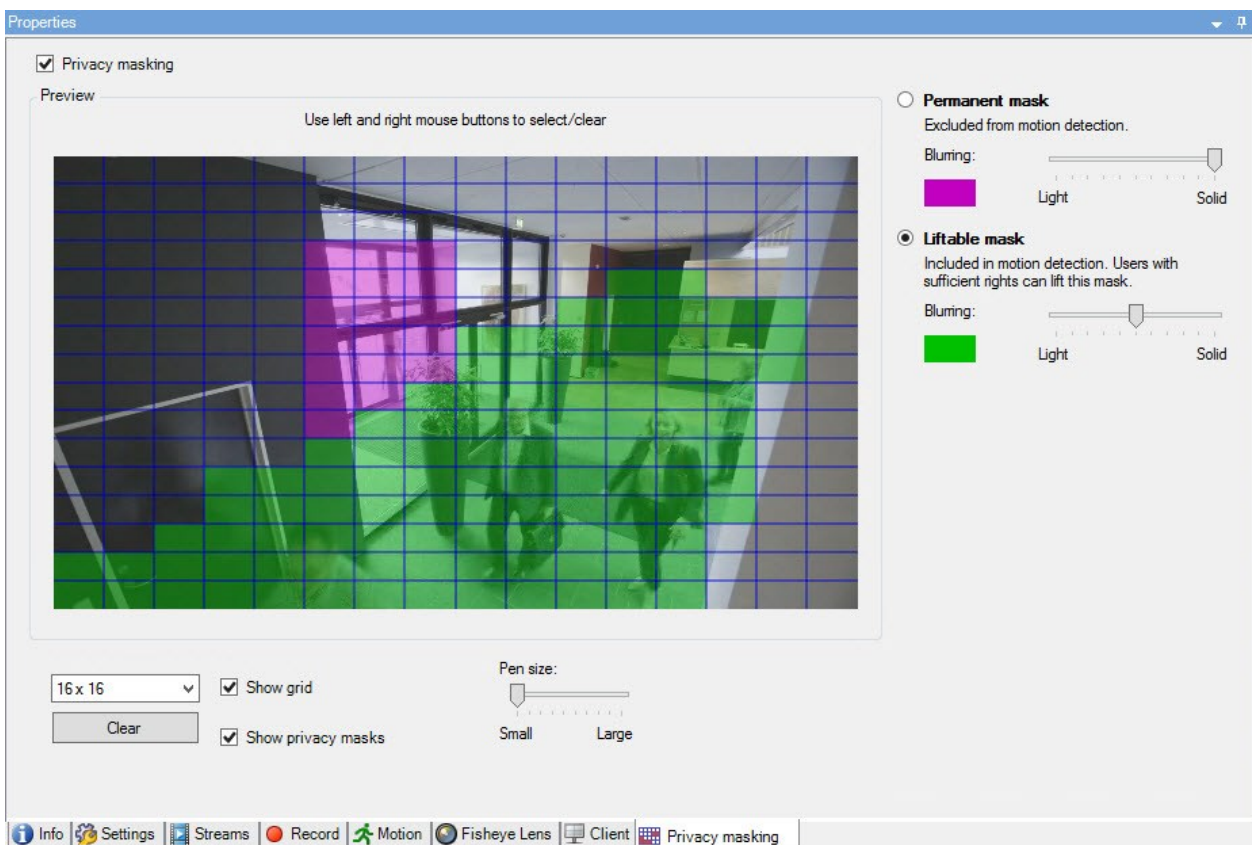 Properties
Privacy masking
Preview
Use left and right mouse buttons to select/clear
Permanent mask
Excluded from motion detection.
Blurring:
Light Solid
Liftable mask
Included in motion detection. Users with
sufficient rights can lift this mask.
Blurring:
Light Solid
16 x 16
Show grid
Pen size:
Clear
Show privacy masks
Small Large
Info Settings Streams Record Motion Fisheye Lens Client Privacy masking